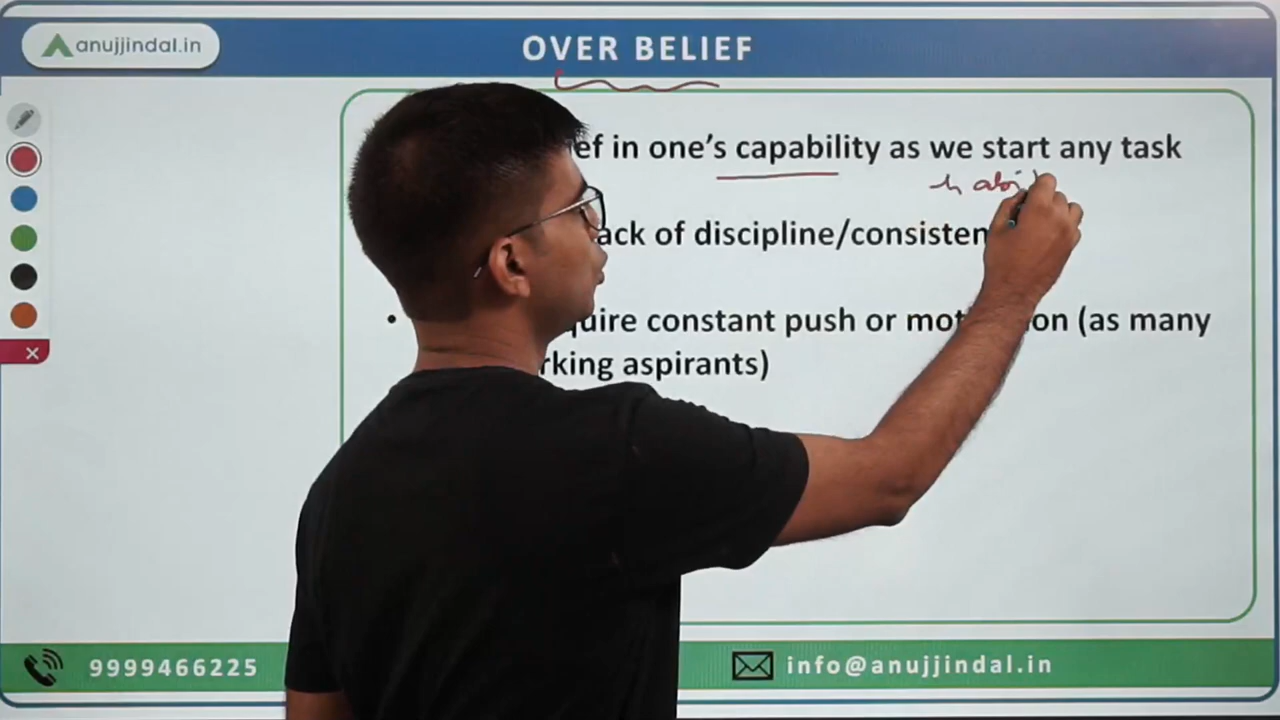 anujjindal.in
OVER BELIEF
ef in one's capability as we start any task
ack of discipline/consisten
quire constant push or mot on (as many
rking aspirants)
9999466225
info@anujjindal.in